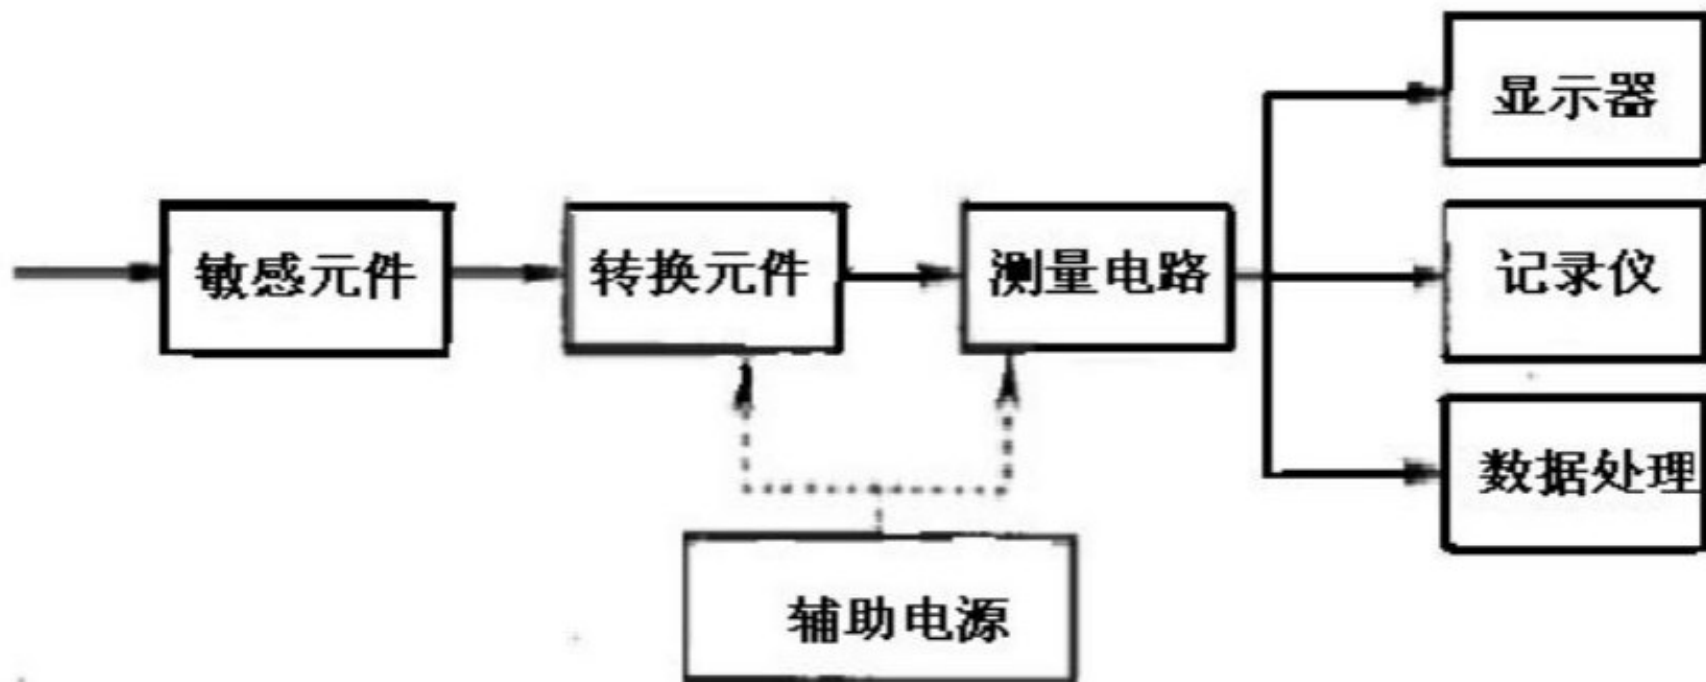 显示器
敏感元件
转换元件
测量电路
记录仪
数据处理
辅助电源